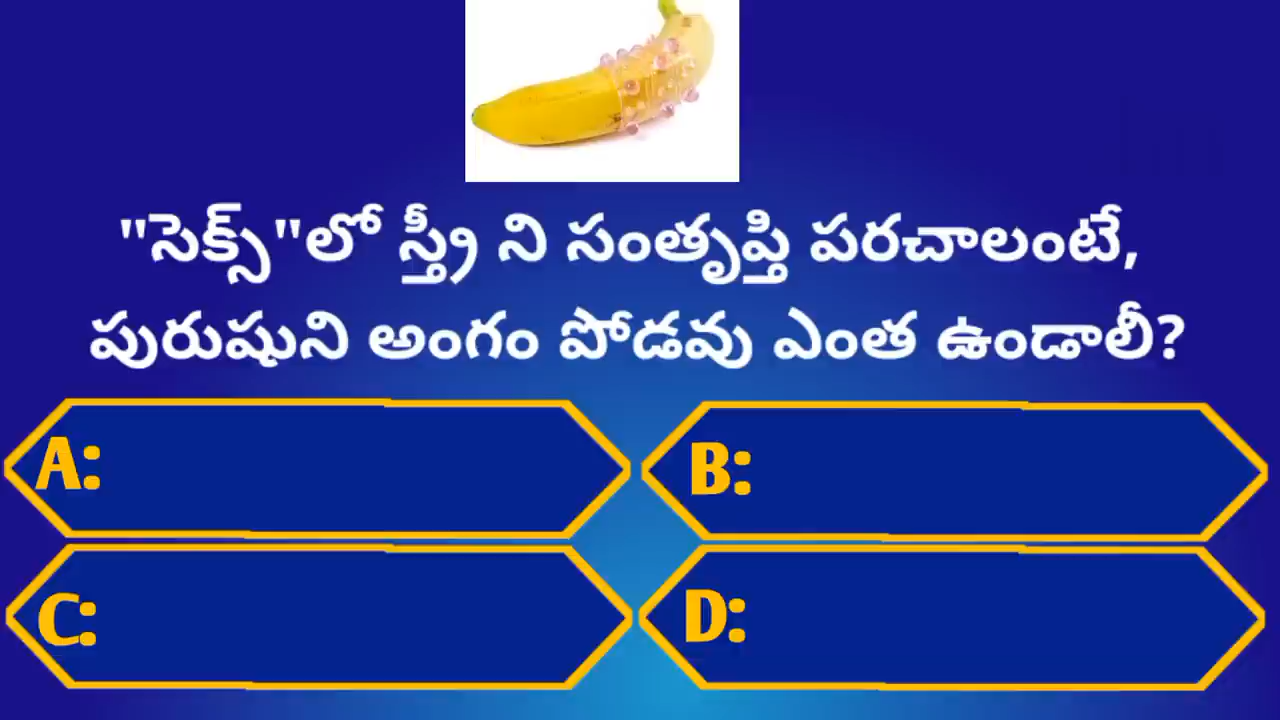 "సెక్స్"లో స్త్రీ ని సంతృప్తి పరచాలంటే,
పురుషుని అంగం పోడవు ఎంత ఉండాలీ?
A:
B:
C:
D: